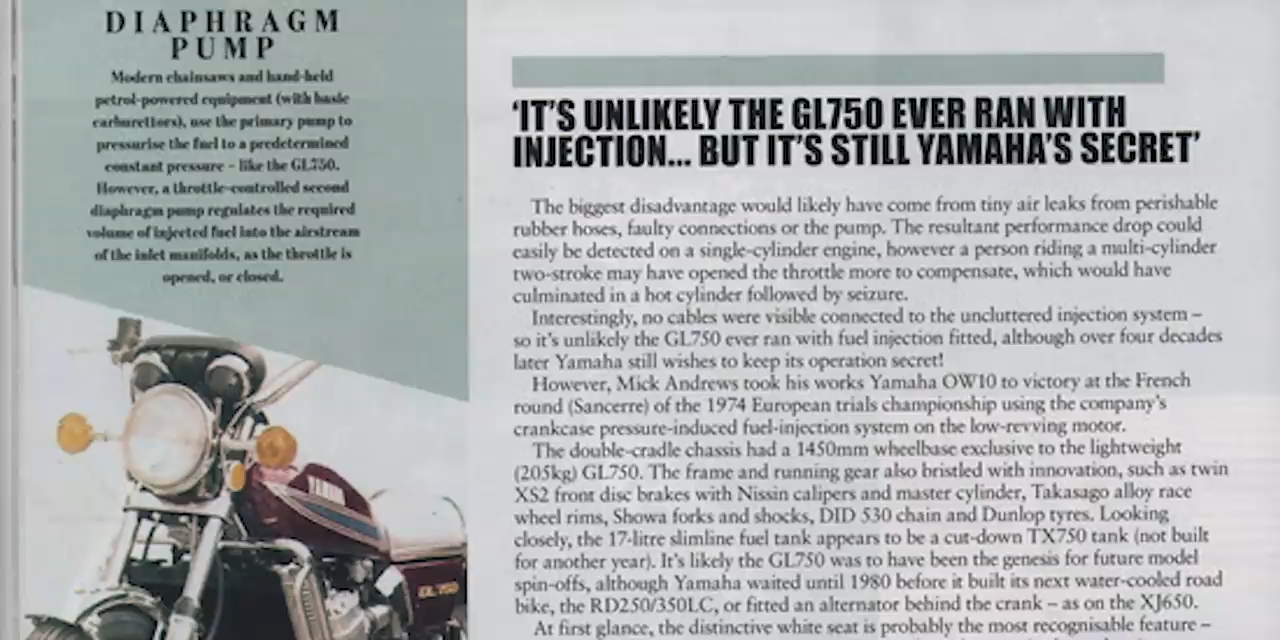 DIAPHRAGM
PUMP
Modern chainsaws and hand-held
petrol-powered equipment (with basic
carburettors), use the primary pump to
pressurise the fuel to a predetermined
constant pressure – like the GL750.
However, a throttle-controlled second
diaphragm pump regulates the required
volume of injected fuel into the airstream
of the inlet manifolds, as the throttle is
opened, or closed.
YAMAHA
GL750
‘IT’S UNLIKELY THE GL750 EVER RAN WITH
INJECTION... BUT IT’S STILL YAMAHA’S SECRET’
The biggest disadvantage would likely have come from tiny air leaks from perishable
rubber hoses, faulty connections or the pump. The resultant performance drop could
easily be detected on a single-cylinder engine, however a person riding a multi-cylinder
two-stroke may have opened the throttle more to compensate, which would have
culminated in a hot cylinder followed by seizure.
Interestingly, no cables were visible connected to the uncluttered injection system –
so it’s unlikely the GL750 ever ran with fuel injection fitted, although over four decades
later Yamaha still wishes to keep its operation secret!
However, Mick Andrews took his works Yamaha OW10 to victory at the French
round (Sancerre) of the 1974 European trials championship using the company’s
crankcase pressure-induced fuel-injection system on the low-revving motor.
The double-cradle chassis had a 1450mm wheelbase exclusive to the lightweight
(205kg) GL750. The frame and running gear also bristled with innovation, such as twin
XS2 front disc brakes with Nissin calipers and master cylinder, Takasago alloy race
wheel rims, Showa forks and shocks, DID 530 chain and Dunlop tyres. Looking
closely, the 17-litre slimline fuel tank appears to be a cut-down TX750 tank (not built
for another year). It’s likely the GL750 was to have been the genesis for future model
spin-offs, although Yamaha waited until 1980 before it built its next water-cooled road
bike, the RD250/350LC, or fitted an alternator behind the crank – as on the XJ650.
At first glance, the distinctive white seat is probably the most recognisable feature –